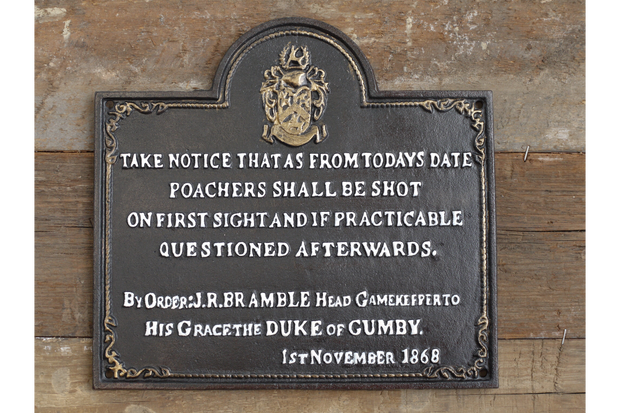 TAKE NOTICE THAT AS FROM TODAYS DATE
POACHERS SHALL BE SHOT
ON FIRST SIGHT AND IF PRACTICABLE
QUESTIONED AFTERWARDS.
BY ORDER: J.R. BRAMBLE HEAD GAMEKEFPER TO
HIS GRACE THE DUKE OF GUMBY.
1ST NOVEMBER 1868